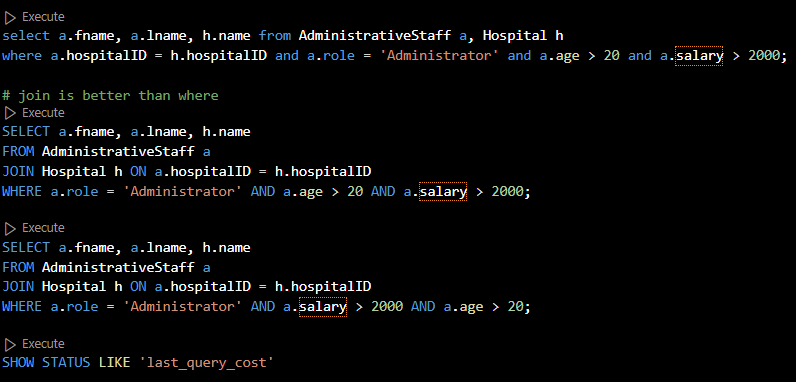 Execute
select a.fname, a.lname, h.name from AdministrativeStaff a, Hospital h
where a.hospitalID = h.hospitalID and a.role = 'Administrator' and a.age > 20 and a.salary > 2000;
# join is better than where
Execute
SELECT a.fname, a.lname, h.name
FROM AdministrativeStaff a
JOIN Hospital h ON a.hospitalID = h.hospitalID
WHERE a.role = 'Administrator' AND a.age > 20 AND a.salary > 2000;
Execute
SELECT a.fname, a.lname, h.name
FROM AdministrativeStaff a
JOIN Hospital h ON a.hospitalID = h.hospitalID
WHERE a.role = 'Administrator' AND a.salary > 2000 AND a.age > 20;
Execute
SHOW STATUS LIKE 'last_query_cost'